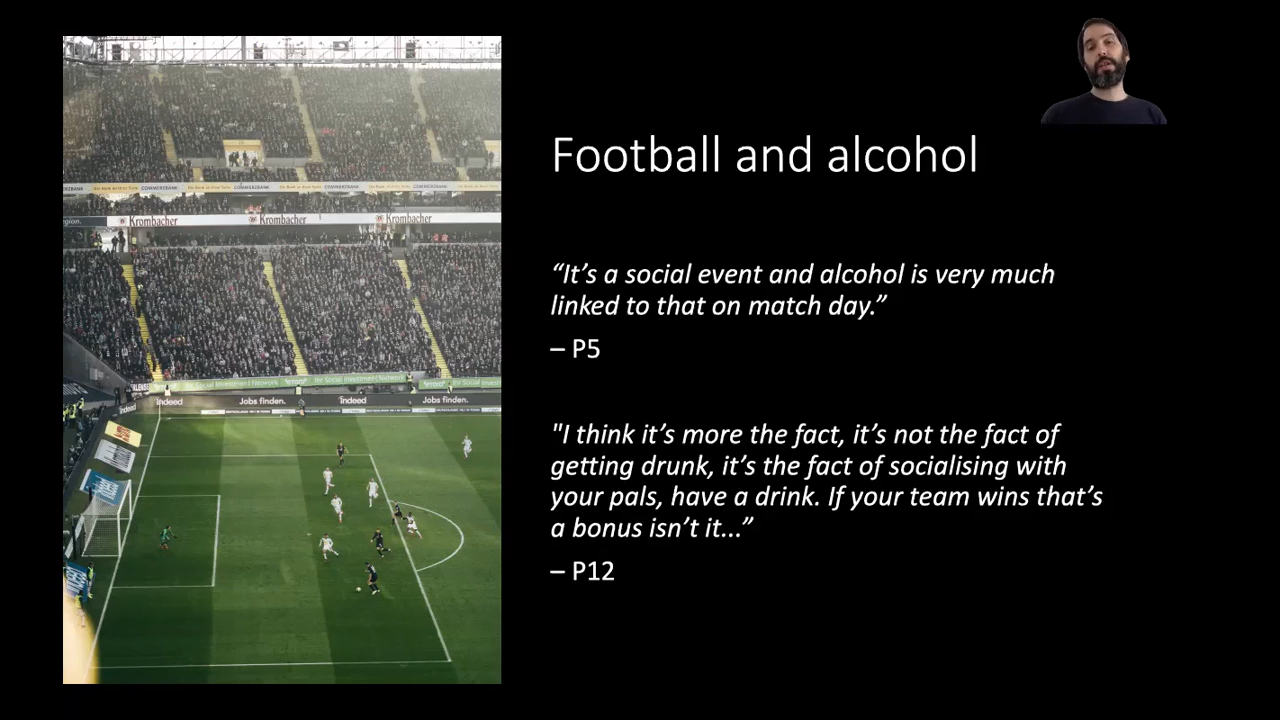 Football and alcohol
“It’s a social event and alcohol is very much
linked to that on match day.”
– P5
"I think it’s more the fact, it’s not the fact of
getting drunk, it’s the fact of socialising with
your pals, have a drink. If your team wins that’s
a bonus isn’t it...”
– P12
COMMERZBANK
COMMERZBANK
COMMERZBANK
Krombacher
Krombacher
Krombacher
indeed
Jobs finden.
indeed
Jobs finden.